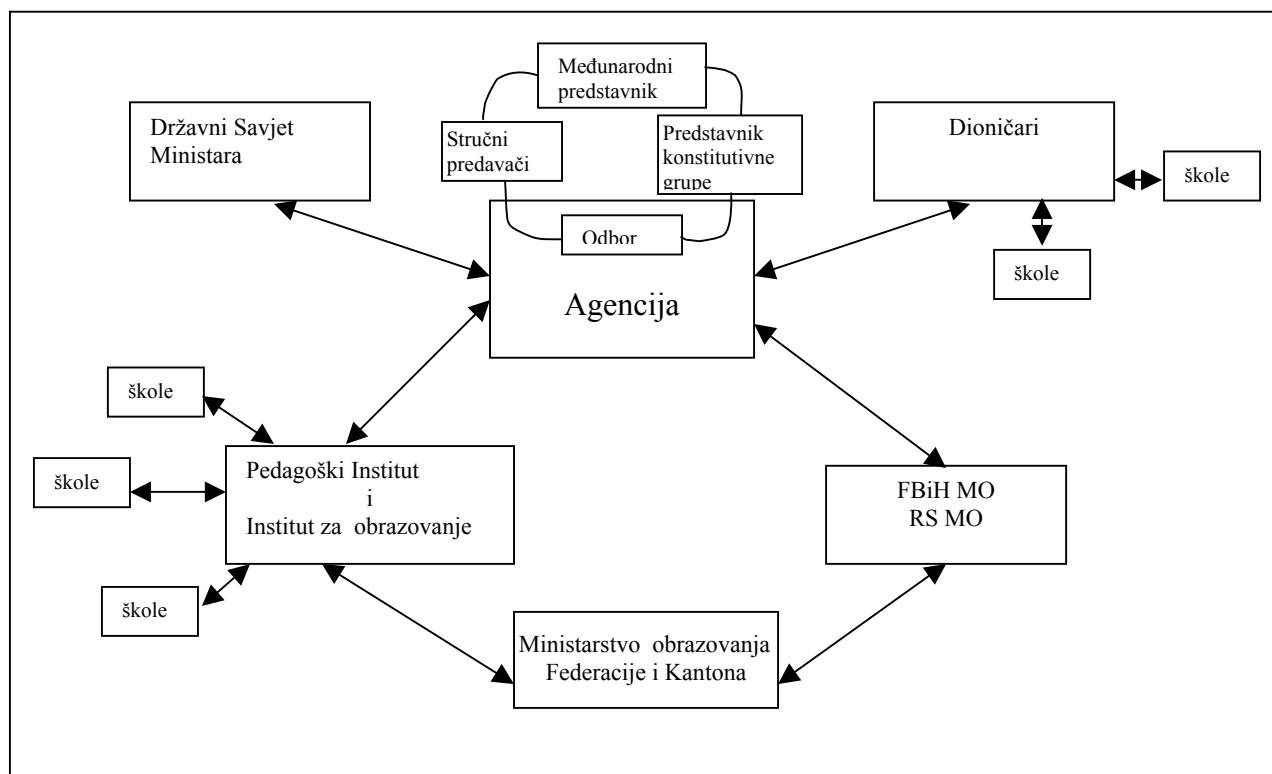 Međunarodni
predstavnik
Državni Savjet
Ministara
Stručni
predavači
Predstavnik
konstitutivne
grupe
Dioničari
škole
škole
Odbor
Agencija
škole
škole
škole
Pedagoški Institut
i
Institut za obrazovanje
FBiH MO
RS MO
Ministarstvo obrazovanja
Federacije i Kantona